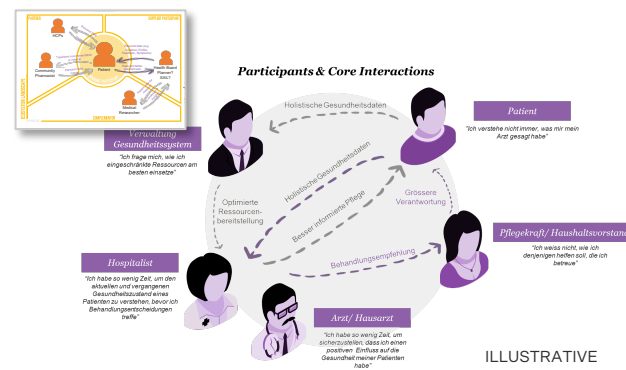 HCPs
Patient
Community
Pharmacist
Health Board
Planner?
Medical
Researcher
Participants & Core Interactions
Holistische Gesundheitsdaten
Patient
"Ich verstehe nicht immer, was mir mein
Arzt gesagt habe"
Verwaltung
Gesundheitssystem
"Ich frage mich, wie ich
eingeschränkte Ressourcen am
besten einsetze"
Holistische Gesundheitsdaten
Besser informierte Pflege
Optimierte
Ressourcen-
bereitstellung
Grössere
Verantwortung
Pflegekraft/ Haushaltsvorstand
"Ich weiss nicht, wie ich
denjenigen helfen soll, die ich
betreue"
Behandlungsempfehlung
Hospitalist
"Ich habe so wenig Zeit, um den
aktuellen und vergangenen
Gesundheitszustand eines
Patienten zu verstehen, bevor ich
Behandlungsentscheidungen
treffe"
Arzt/ Hausarzt
"Ich habe so wenig Zeit, um
sicherzustellen, dass ich einen
positiven Einfluss auf die
Gesundheit meiner Patienten
habe"
ILLUSTRATIVE